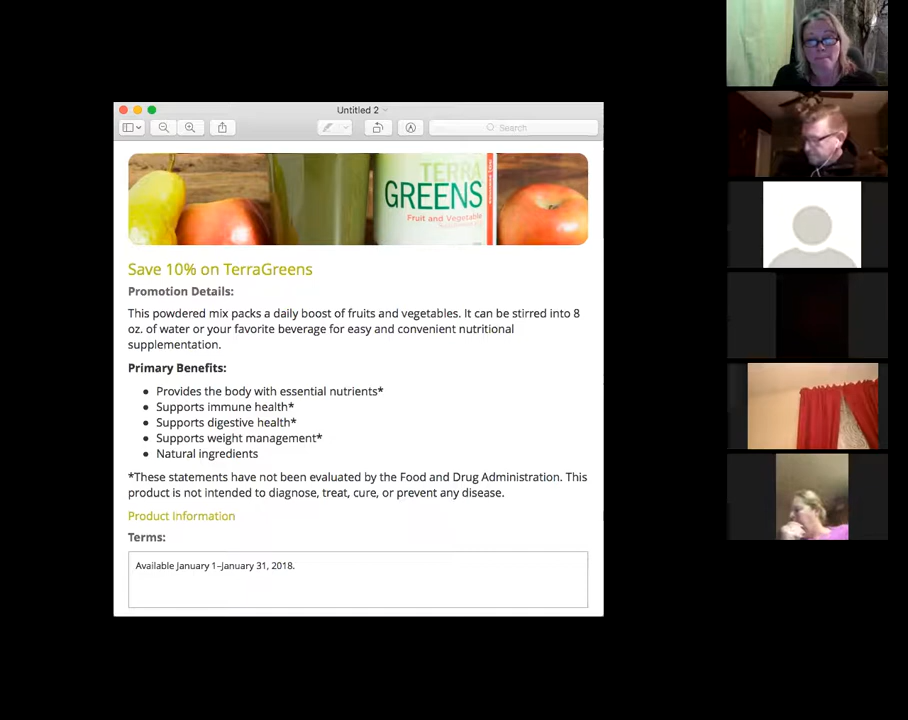 Untitled 2
Search
TERRA
GREENS
Fruit and Vegetable
Save 10% on TerraGreens
Promotion Details:
This powdered mix packs a daily boost of fruits and vegetables. It can be stirred into 8
oz. of water or your favorite beverage for easy and convenient nutritional
supplementation.
Primary Benefits:
• Provides the body with essential nutrients*
• Supports immune health*
• Supports digestive health*
• Supports weight management*
• Natural ingredients
*These statements have not been evaluated by the Food and Drug Administration. This
product is not intended to diagnose, treat, cure, or prevent any disease.
Product Information
Terms:
Available January 1–January 31, 2018.